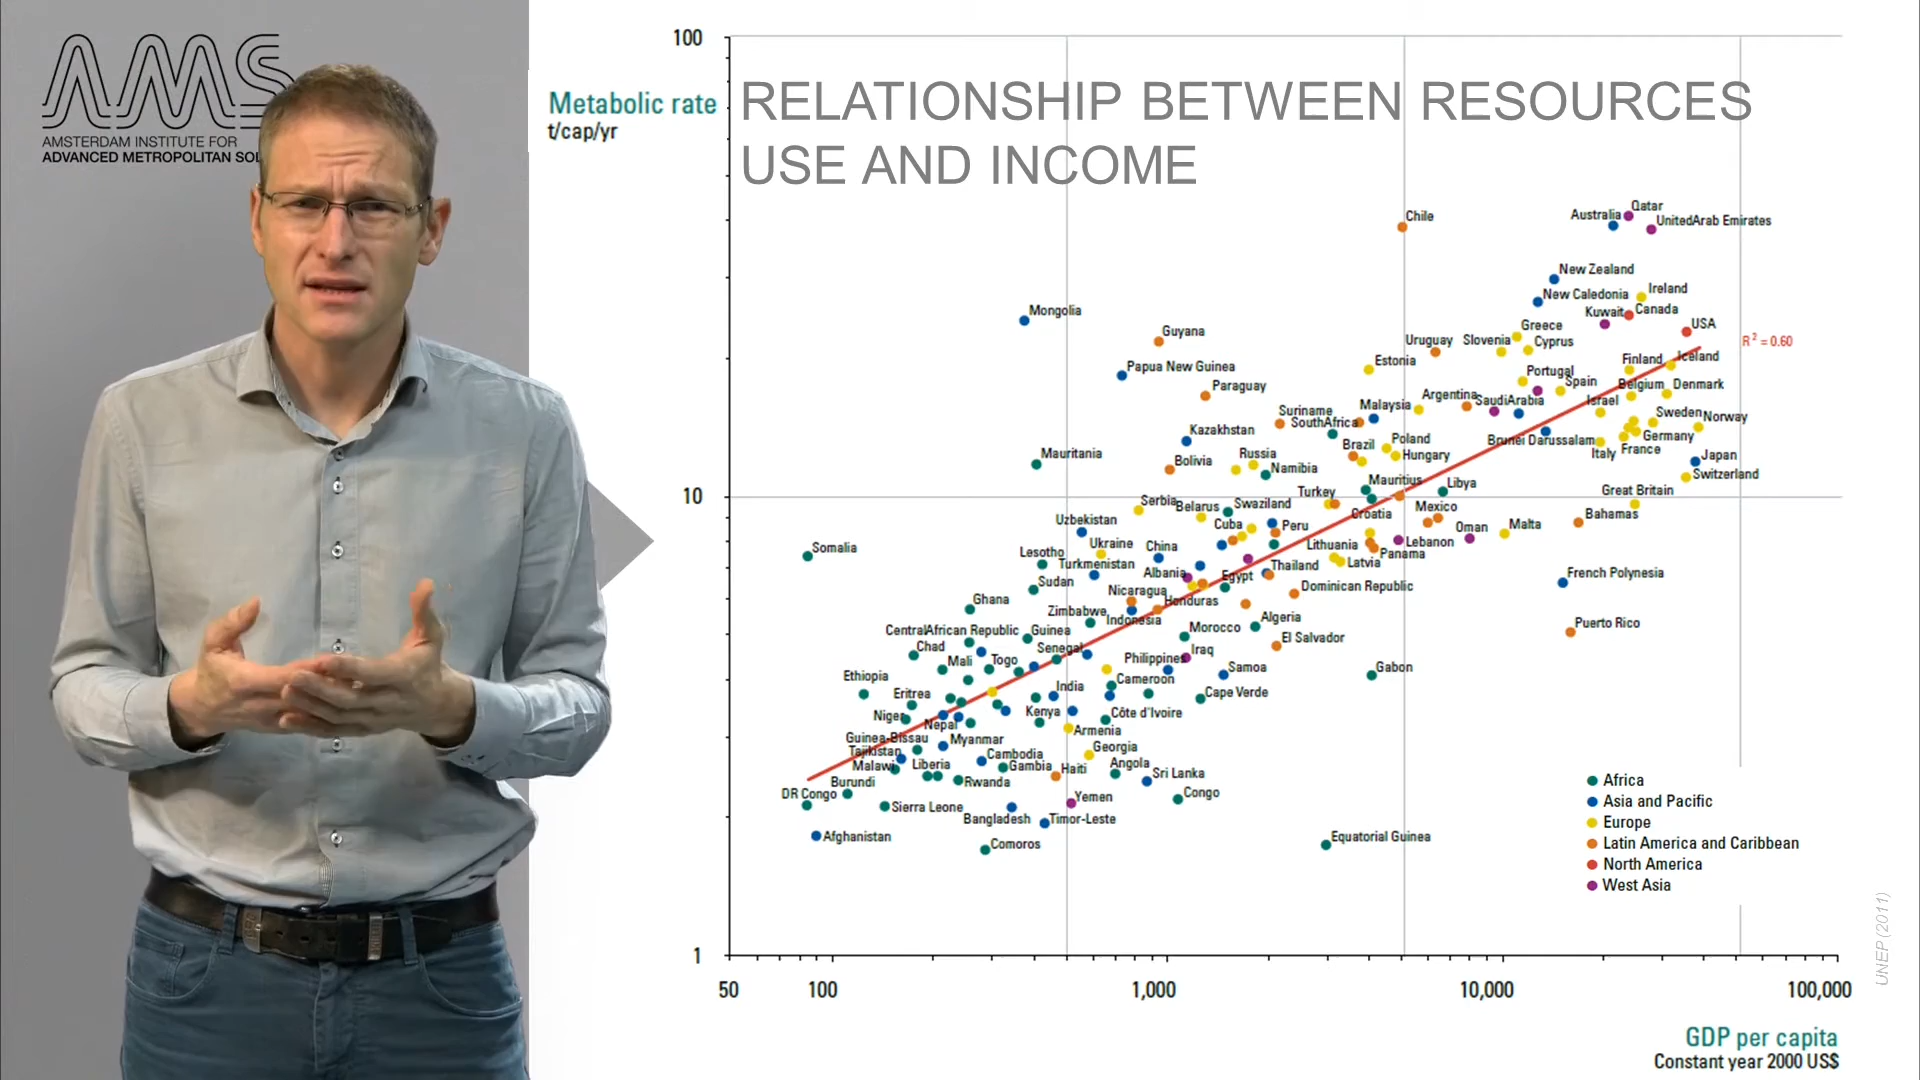 AMS
AMSTERDAM INSTITUTE FOR
ADVANCED METROPOLITAN SOL
100
Metabolic rate
t/cap/yr
RELATIONSHIP BETWEEN RESOURCES
USE AND INCOME
Qatar
Australia
UnitedArab Emirates
Chile
New Zealand
Ireland
New Caledonia
Mongolia
Kuwait
Canada
USA
Guyana
Greece
Uruguay
Slovenia
Cyprus
R² = 0.60
Estonia
Finland
Iceland
Papua New Guinea
Portugal
Spain
Belgium
Denmark
Paraguay
Argentina
SaudiArabia
Israel
Malaysia
Suriname
SouthAfrica
Sweden
Norway
Kazakhstan
Brazil
Poland
Brunei Darussalam
Germany
Mauritania
Russia
Hungary
Italy
France
Japan
Bolivia
Namibia
Switzerland
Mauritius
Libya
10
Turkey
Great Britain
Serbia
Belarus
Swaziland
Croatia
Mexico
Bahamas
Uzbekistan
Cuba
Peru
Oman
Malta
Somalia
Lesotho
Ukraine
China
Lithuania
Lebanon
Panama
Turkmenistan
Albania
Egypt
Thailand
Latvia
French Polynesia
Sudan
Nicaragua
Dominican Republic
Ghana
Zimbabwe
Honduras
Indonesia
Algeria
Puerto Rico
CentralAfrican Republic
Guinea
Morocco
El Salvador
Chad
Senegal
Iraq
Mali
Togo
Philippines
Samoa
Gabon
Ethiopia
India
Cameroon
Eritrea
Cape Verde
Niger
Nepal
Kenya
Côte d'Ivoire
Guinea-Bissau
Myanmar
Armenia
Tajikistan
Cambodia
Georgia
Malawi
Liberia
Gambia
Haiti
Angola
Sri Lanka
Burundi
Rwanda
DR Congo
Sierra Leone
Yemen
Congo
Bangladesh
Timor-Leste
Afghanistan
Comoros
Equatorial Guinea
Africa
Asia and Pacific
Europe
Latin America and Caribbean
North America
West Asia
UNEP (2011)
1
50
100
1,000
10,000
100,000
GDP per capita
Constant year 2000 US$